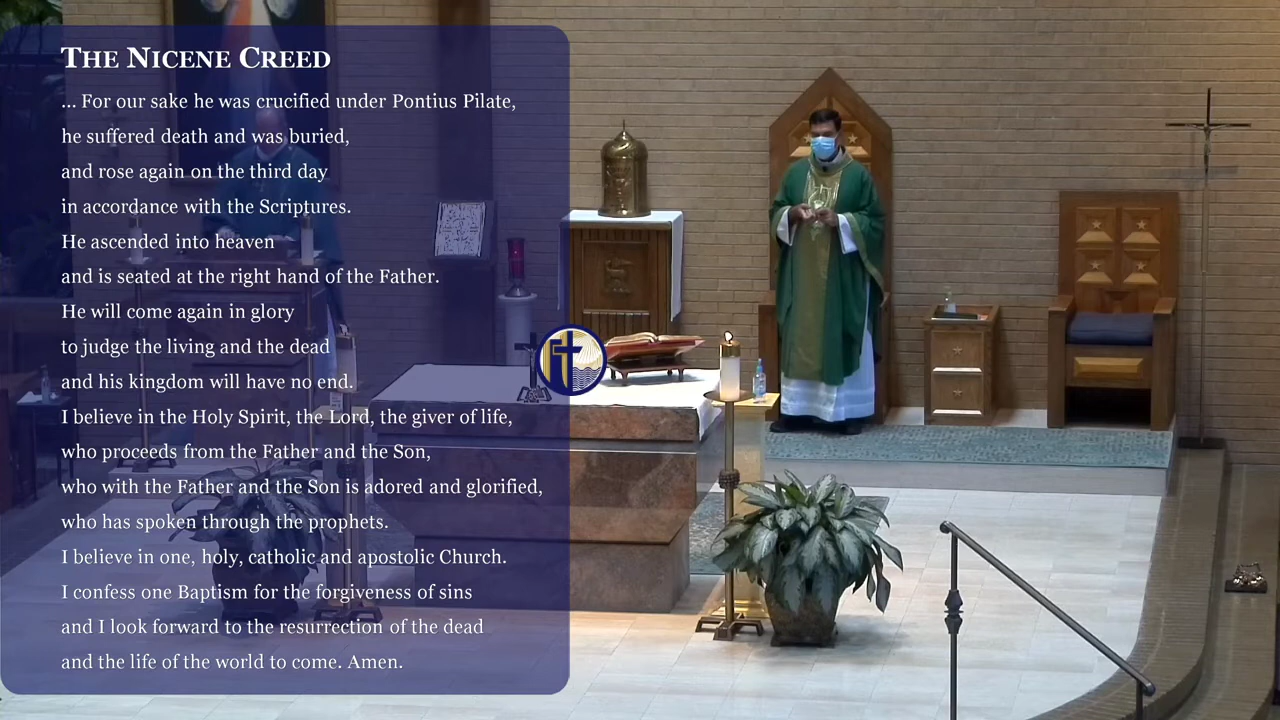 THE NICENE CREED
... For our sake he was crucified under Pontius Pilate,
he suffered death and was buried,
and rose again on the third day
in accordance with the Scriptures.
He ascended into heaven
and is seated at the right hand of the Father.
He will come again in glory
to judge the living and the dead
and his kingdom will have no end.
I believe in the Holy Spirit, the Lord, the giver of life,
who proceeds from the Father and the Son,
who with the Father and the Son is adored and glorified,
who has spoken through the prophets.
I believe in one, holy, catholic and apostolic Church.
I confess one Baptism for the forgiveness of sins
and I look forward to the resurrection of the dead
and the life of the world to come. Amen.